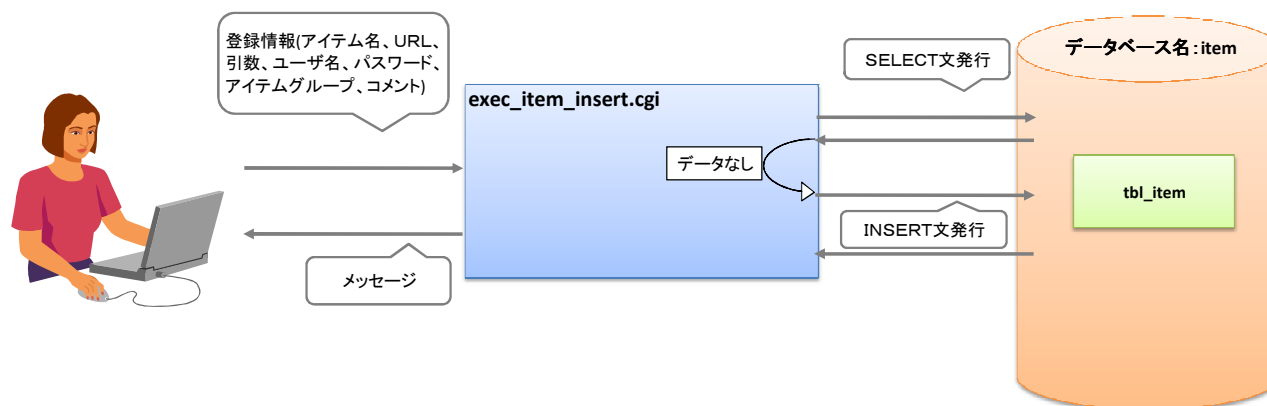 登録情報(アイテム名、URL、
引数、ユーザ名、パスワード、
アイテムグループ、コメント)
exec_item_insert.cgi
SELECT文発行
データベース名:item
データなし
tbl_item
INSERT文発行
メッセージ